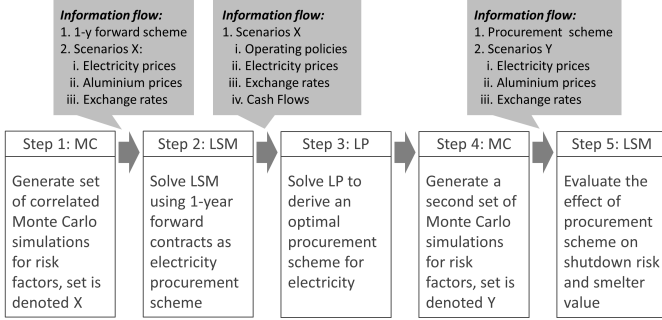 Information flow:
1. 1-y forward scheme
2. Scenarios X:
i. Electricity prices
ii. Aluminium prices
iii. Exchange rates
Information flow:
1. Scenarios X
i. Operating policies
ii. Electricity prices
iii. Exchange rates
iv. Cash Flows
Information flow:
1. Procurement scheme
2. Scenarios Y
i. Electricity prices
ii. Aluminium prices
iii. Exchange rates
Step 1: MC
Generate set
of correlated
Monte Carlo
simulations
for risk
factors, set is
denoted X
Step 2: LSM
Solve LSM
using 1-year
forward
contracts as
electricity
procurement
scheme
Step 3: LP
Solve LP to
derive an
optimal
procurement
scheme for
electricity
Step 4: MC
Generate a
second set of
Monte Carlo
simulations
for risk
factors, set is
denoted Y
Step 5: LSM
Evaluate the
effect of
procurement
scheme on
shutdown risk
and smelter
value